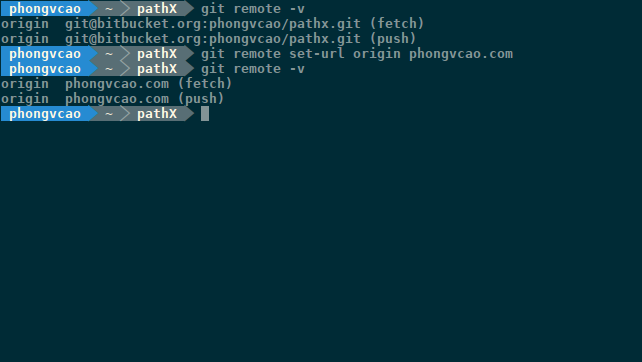 phongvcao ~ pathX git remote -v
origin git@bitbucket.org:phongvcao/pathx.git (fetch)
origin git@bitbucket.org:phongvcao/pathx.git (push)
phongvcao ~ pathX git remote set-url origin phongvcao.com
phongvcao ~ pathX git remote -v
origin phongvcao.com (fetch)
origin phongvcao.com (push)
phongvcao ~ pathX